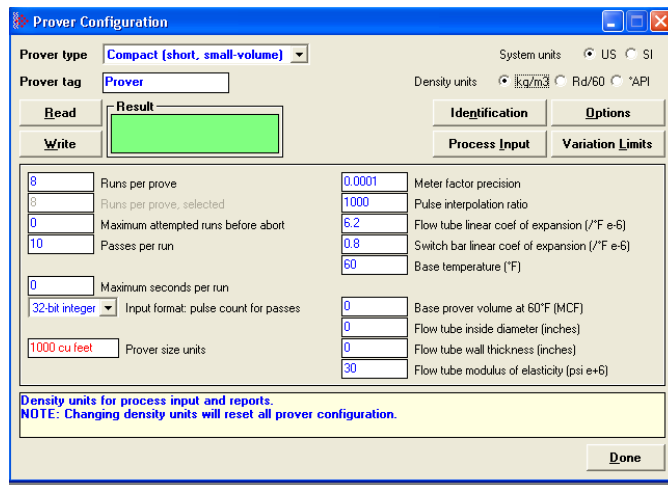 Prover Configuration
Prover type Compact (short, small-volume) System units US SI
Prover tag Prover Density units kg/m3 Rd/60 °API
Read Result Identification Options
Write Process Input Variation Limits
8 Runs per prove 0.0001 Meter factor precision
8 Runs per prove, selected 1000 Pulse interpolation ratio
0 Maximum attempted runs before abort 6.2 Flow tube linear coef of expansion (/°F e-6)
10 Passes per run 0.8 Switch bar linear coef of expansion (/°F e-6)
60 Base temperature (°F)
0 Maximum seconds per run
32-bit integer Input format: pulse count for passes 0 Base prover volume at 60°F (MCF)
0 Flow tube inside diameter (inches)
1000 cu feet Prover size units 0 Flow tube wall thickness (inches)
30 Flow tube modulus of elasticity (psi e+6)
Density units for process input and reports.
NOTE: Changing density units will reset all prover configuration.
Done